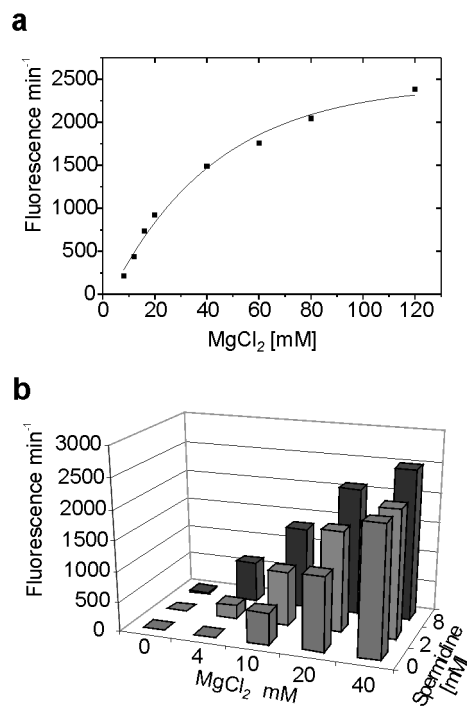 a
Fluorescence min⁻¹
2500
2000
1500
1000
500
0
0 20 40 60 80 100 120
MgCl₂ [mM]
b
Fluorescence min⁻¹
3000
2500
2000
1500
1000
500
0
0 4 10 20 40
MgCl₂ mM
8
2
0
Spermidine
[mM]